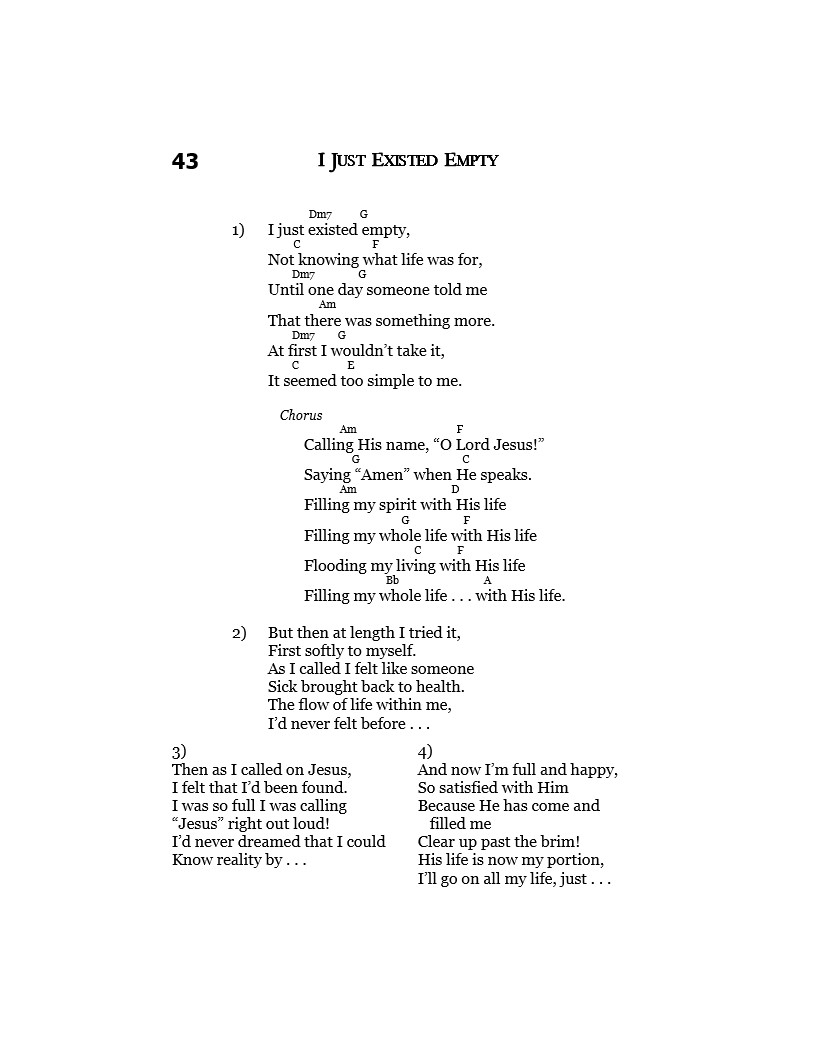 43 I Just Existed Empty
Dm7 G
1) I just existed empty,
C F
Not knowing what life was for,
Dm7 G
Until one day someone told me
Am
That there was something more.
Dm7 G
At first I wouldn’t take it,
C E
It seemed too simple to me.
Chorus
Am F
Calling His name, “O Lord Jesus!”
G C
Saying “Amen” when He speaks.
Am D
Filling my spirit with His life
G F
Filling my whole life with His life
C F
Flooding my living with His life
Bb A
Filling my whole life . . . with His life.
2) But then at length I tried it,
First softly to myself.
As I called I felt like someone
Sick brought back to health.
The flow of life within me,
I’d never felt before . . .
3)
Then as I called on Jesus,
I felt that I’d been found.
I was so full I was calling
“Jesus” right out loud!
I’d never dreamed that I could
Know reality by . . .
4)
And now I’m full and happy,
So satisfied with Him
Because He has come and
filled me
Clear up past the brim!
His life is now my portion,
I’ll go on all my life, just . . .